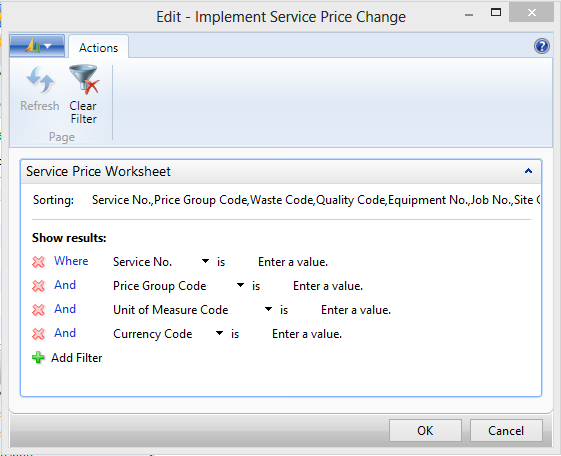 Edit - Implement Service Price Change
Actions
Refresh
Clear
Filter
Page
Service Price Worksheet
Sorting: Service No.,Price Group Code,Waste Code,Quality Code,Equipment No.,Job No.,Site
Show results:
Where Service No. is Enter a value.
And Price Group Code is Enter a value.
And Unit of Measure Code is Enter a value.
And Currency Code is Enter a value.
Add Filter
OK Cancel